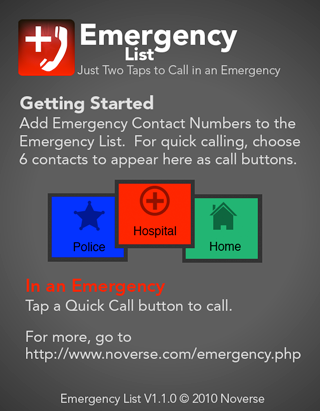 Emergency
List
Just Two Taps to Call in an Emergency
Getting Started
Add Emergency Contact Numbers to the
Emergency List.  For quick calling, choose
6 contacts to appear here as call buttons.
Police
Hospital
Home
In an Emergency
Tap a Quick Call button to call.
For more, go to
http://www.noverse.com/emergency.php
Emergency List V1.1.0 © 2010 Noverse